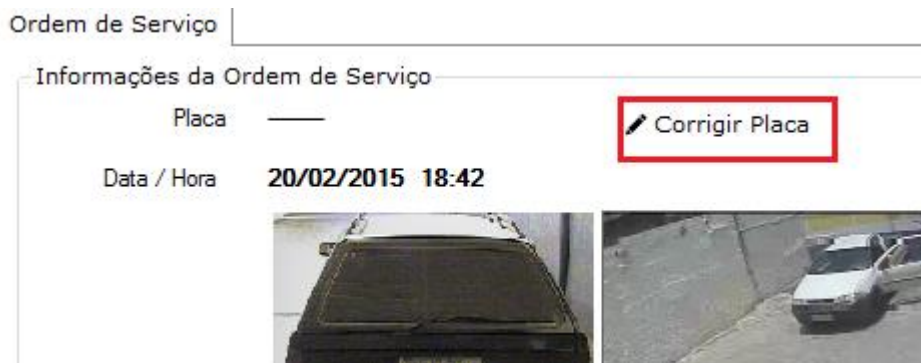 Ordem de Serviço
Informações da Ordem de Serviço
Placa
Corrigir Placa
Data / Hora 20/02/2015 18:42